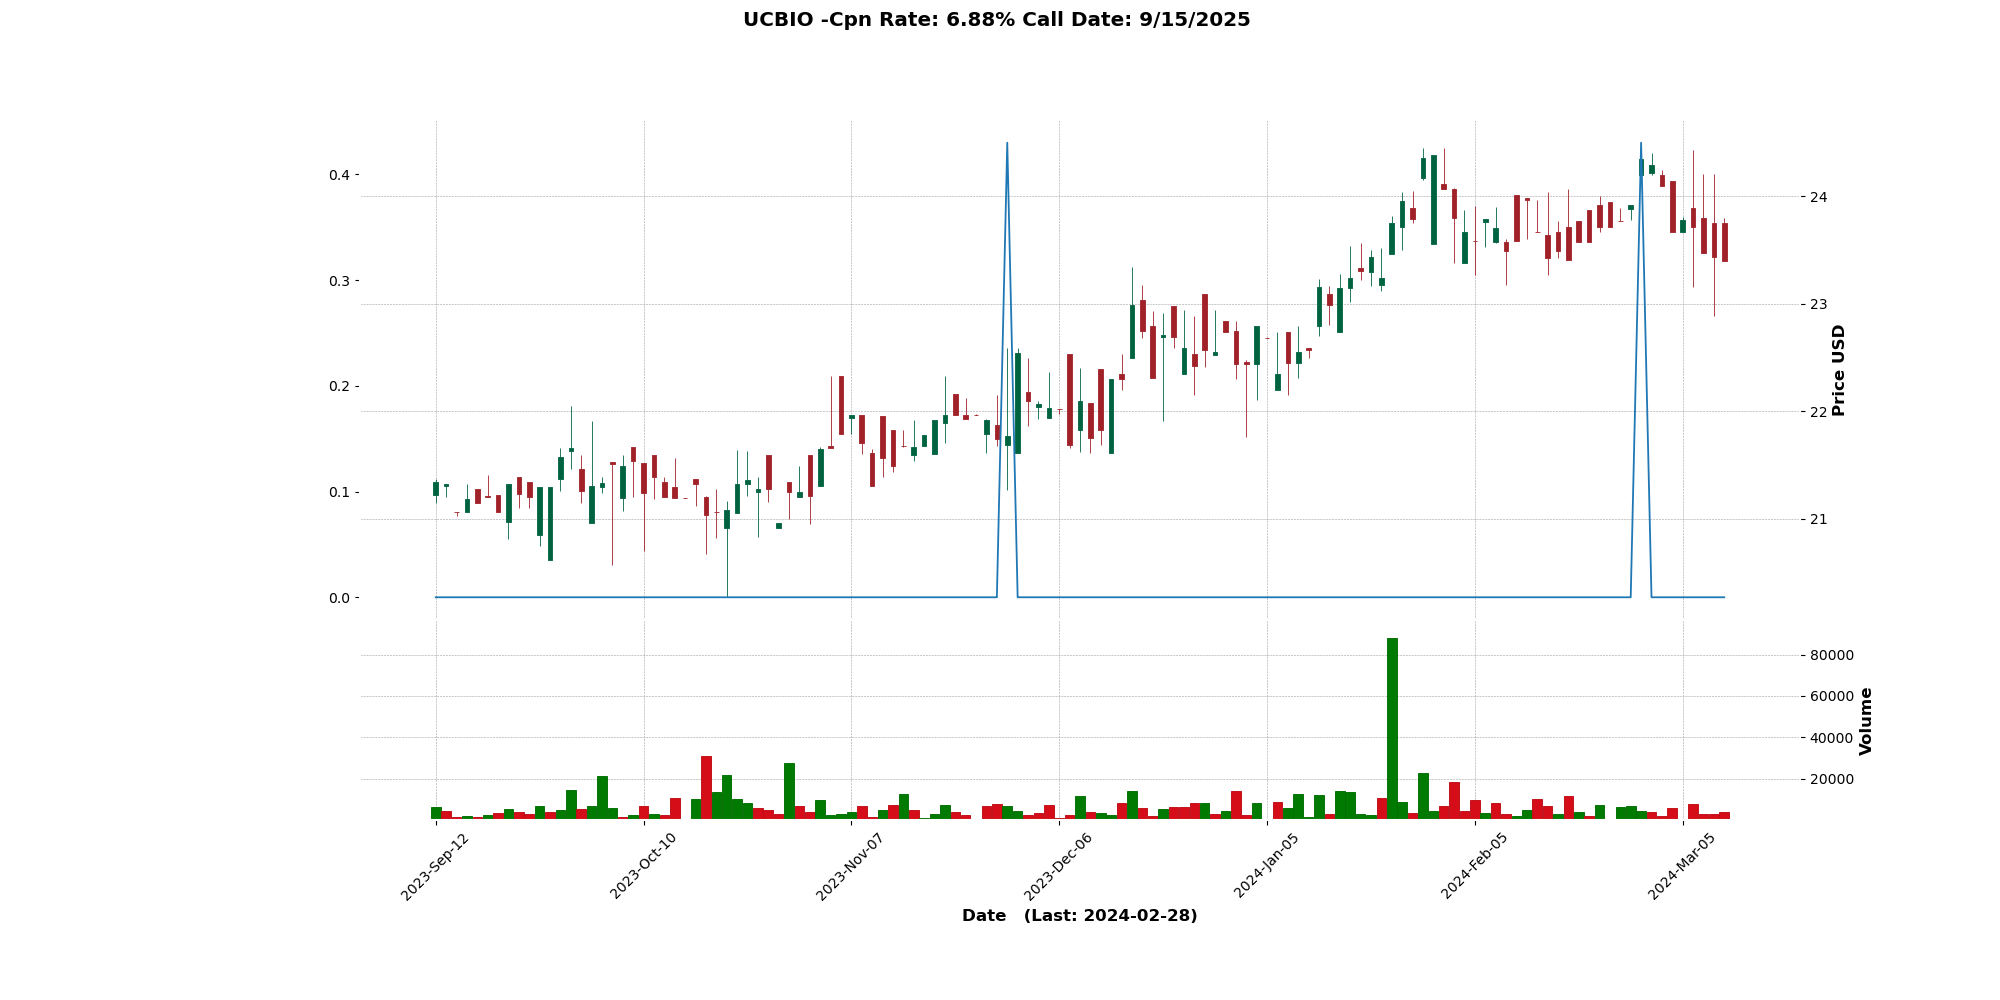 UCBIO -Cpn Rate: 6.88% Call Date: 9/15/2025
0.4
0.3
0.2
0.1
0.0
24
23
22
21
Price USD
80000
60000
40000
20000
Volume
2023-Sep-12
2023-Oct-10
2023-Nov-07
2023-Dec-06
2024-Jan-05
2024-Feb-05
2024-Mar-05
Date (Last: 2024-02-28)